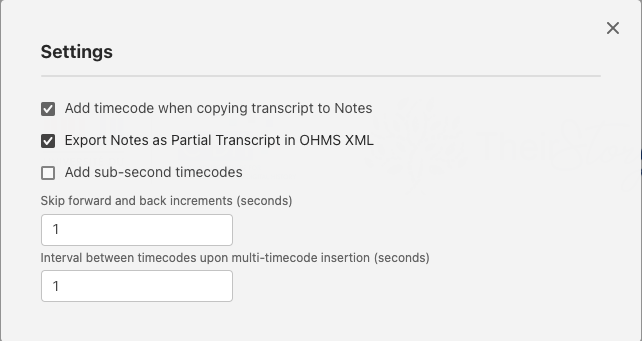 Settings
Add timecode when copying transcript to Notes
Export Notes as Partial Transcript in OHMS XML
Add sub-second timecodes
Skip forward and back increments (seconds)
1
Interval between timecodes upon multi-timecode insertion (seconds)
1